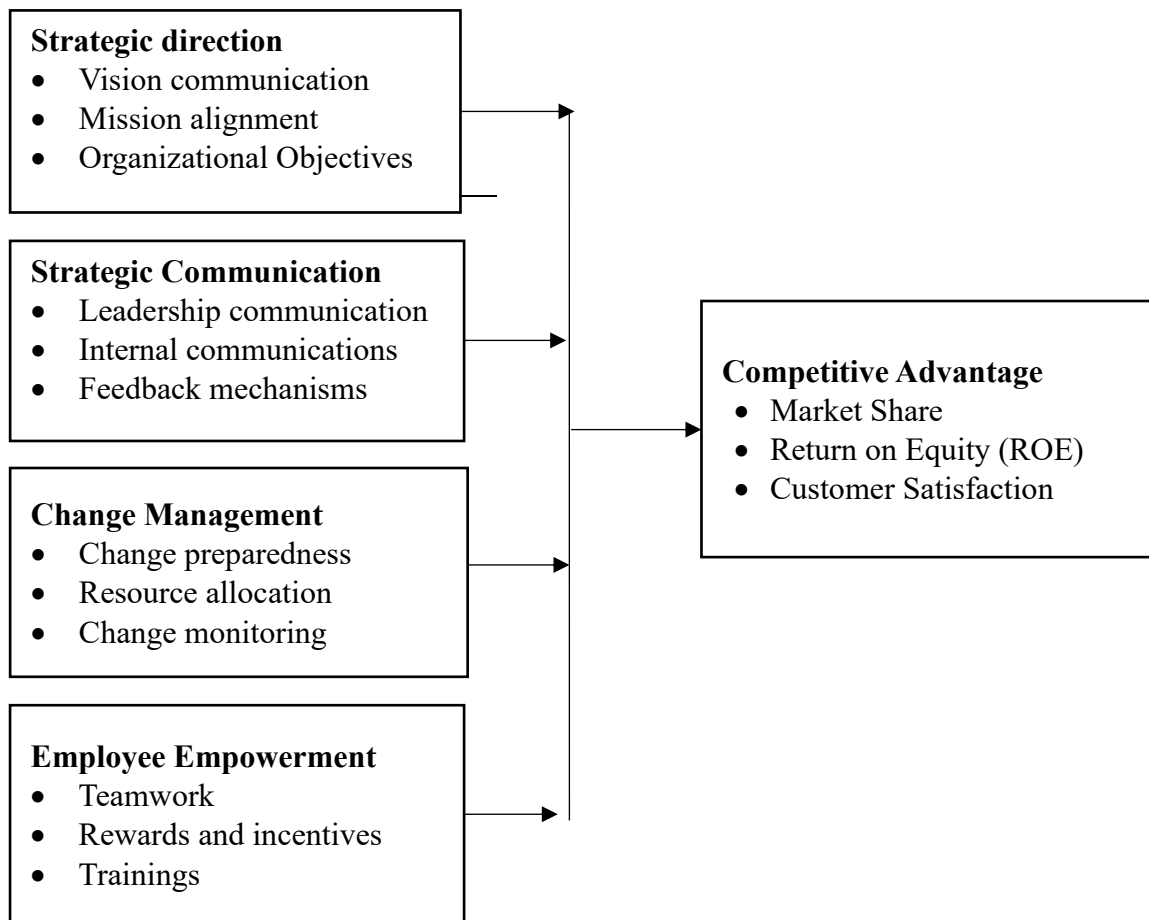 Strategic direction
• Vision communication
• Mission alignment
• Organizational Objectives
Strategic Communication
• Leadership communication
• Internal communications
• Feedback mechanisms
Change Management
• Change preparedness
• Resource allocation
• Change monitoring
Employee Empowerment
• Teamwork
• Rewards and incentives
• Trainings
Competitive Advantage
• Market Share
• Return on Equity (ROE)
• Customer Satisfaction